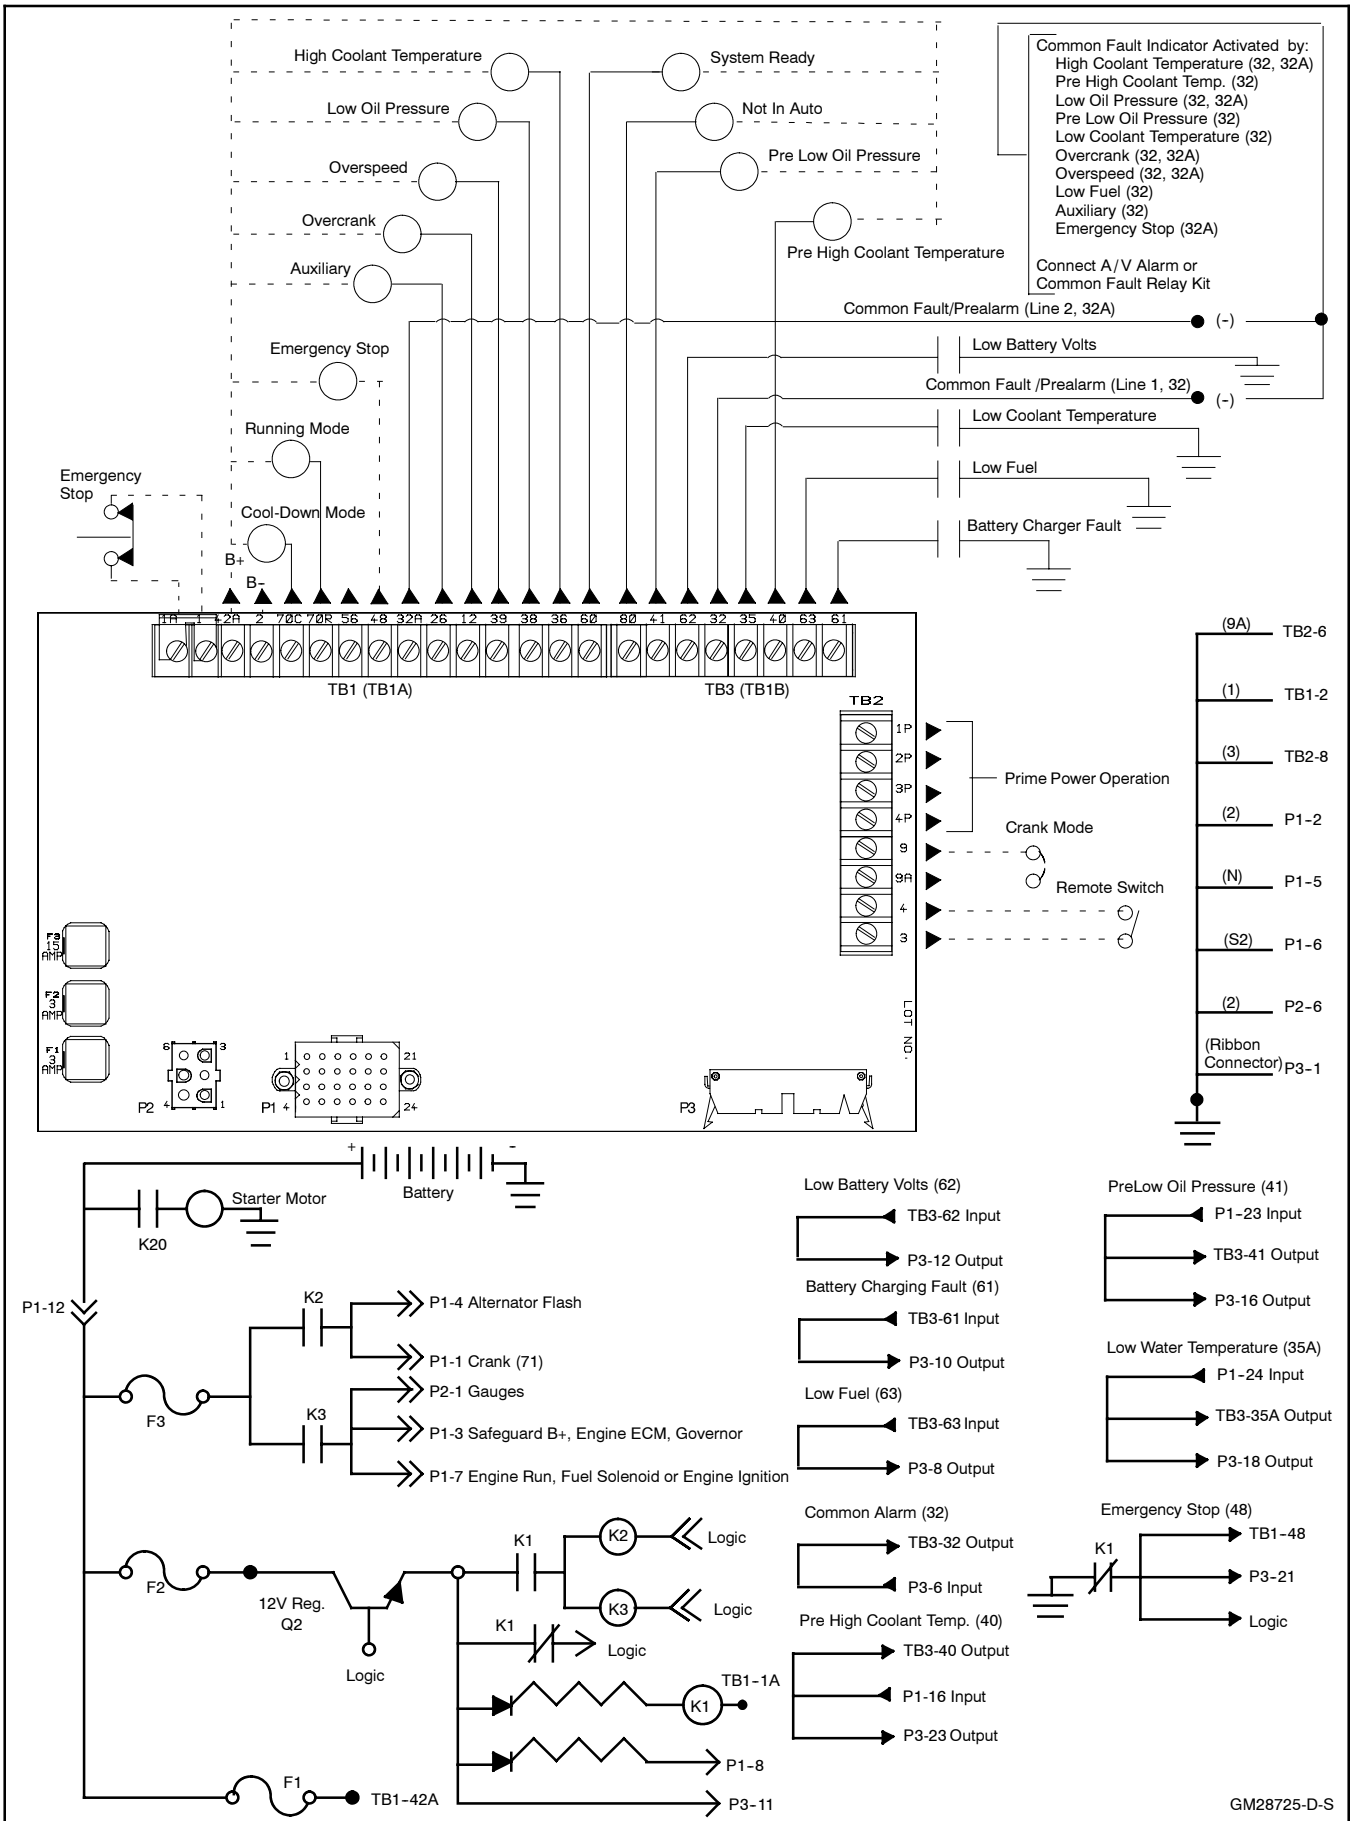 High Coolant Temperature
System Ready
Low Oil Pressure
Not In Auto
Overspeed
Pre Low Oil Pressure
Overcrank
Pre High Coolant Temperature
Auxiliary
Common Fault Indicator Activated by:
High Coolant Temperature (32, 32A)
Pre High Coolant Temp. (32)
Low Oil Pressure (32, 32A)
Pre Low Oil Pressure (32)
Low Coolant Temperature (32)
Overcrank (32, 32A)
Overspeed (32, 32A)
Low Fuel (32)
Auxiliary (32)
Emergency Stop (32A)
Connect A/V Alarm or
Common Fault Relay Kit
Common Fault/Prealarm (Line 2, 32A)
(-)
Emergency Stop
Low Battery Volts
Common Fault /Prealarm (Line 1, 32)
(-)
Running Mode
Low Coolant Temperature
Emergency
Stop
Low Fuel
Cool-Down Mode
Battery Charger Fault
B+
B-
1A 1 42A 2 70C 70R 56 48 32A 26 12 39 38 36 60 80 41 62 32 35 40 63 61
TB1 (TB1A)
TB3 (TB1B)
TB2
1P
2P
3P
4P
9
9A
4
3
Prime Power Operation
Crank Mode
Remote Switch
(9A) TB2-6
(1) TB1-2
(3) TB2-8
(2) P1-2
(N) P1-5
(S2) P1-6
(2) P2-6
(Ribbon
Connector) P3-1
F3
15
AMP
F2
3
AMP
F1
3
AMP
LOT NO.
6 3
P2 4 1
1 21
P1 4 24
P3
+ -
Battery
Starter Motor
K20
P1-12
K2
P1-4 Alternator Flash
P1-1 Crank (71)
P2-1 Gauges
F3
K3
P1-3 Safeguard B+, Engine ECM, Governor
P1-7 Engine Run, Fuel Solenoid or Engine Ignition
F2
12V Reg.
Q2
Logic
K1
K2
Logic
K3
Logic
K1
Logic
TB1-1A
K1
P1-8
F1
TB1-42A
P3-11
Low Battery Volts (62)
TB3-62 Input
P3-12 Output
Battery Charging Fault (61)
TB3-61 Input
P3-10 Output
Low Fuel (63)
TB3-63 Input
P3-8 Output
Common Alarm (32)
TB3-32 Output
P3-6 Input
Pre High Coolant Temp. (40)
TB3-40 Output
P1-16 Input
P3-23 Output
PreLow Oil Pressure (41)
P1-23 Input
TB3-41 Output
P3-16 Output
Low Water Temperature (35A)
P1-24 Input
TB3-35A Output
P3-18 Output
Emergency Stop (48)
K1
TB1-48
P3-21
Logic
GM28725-D-S